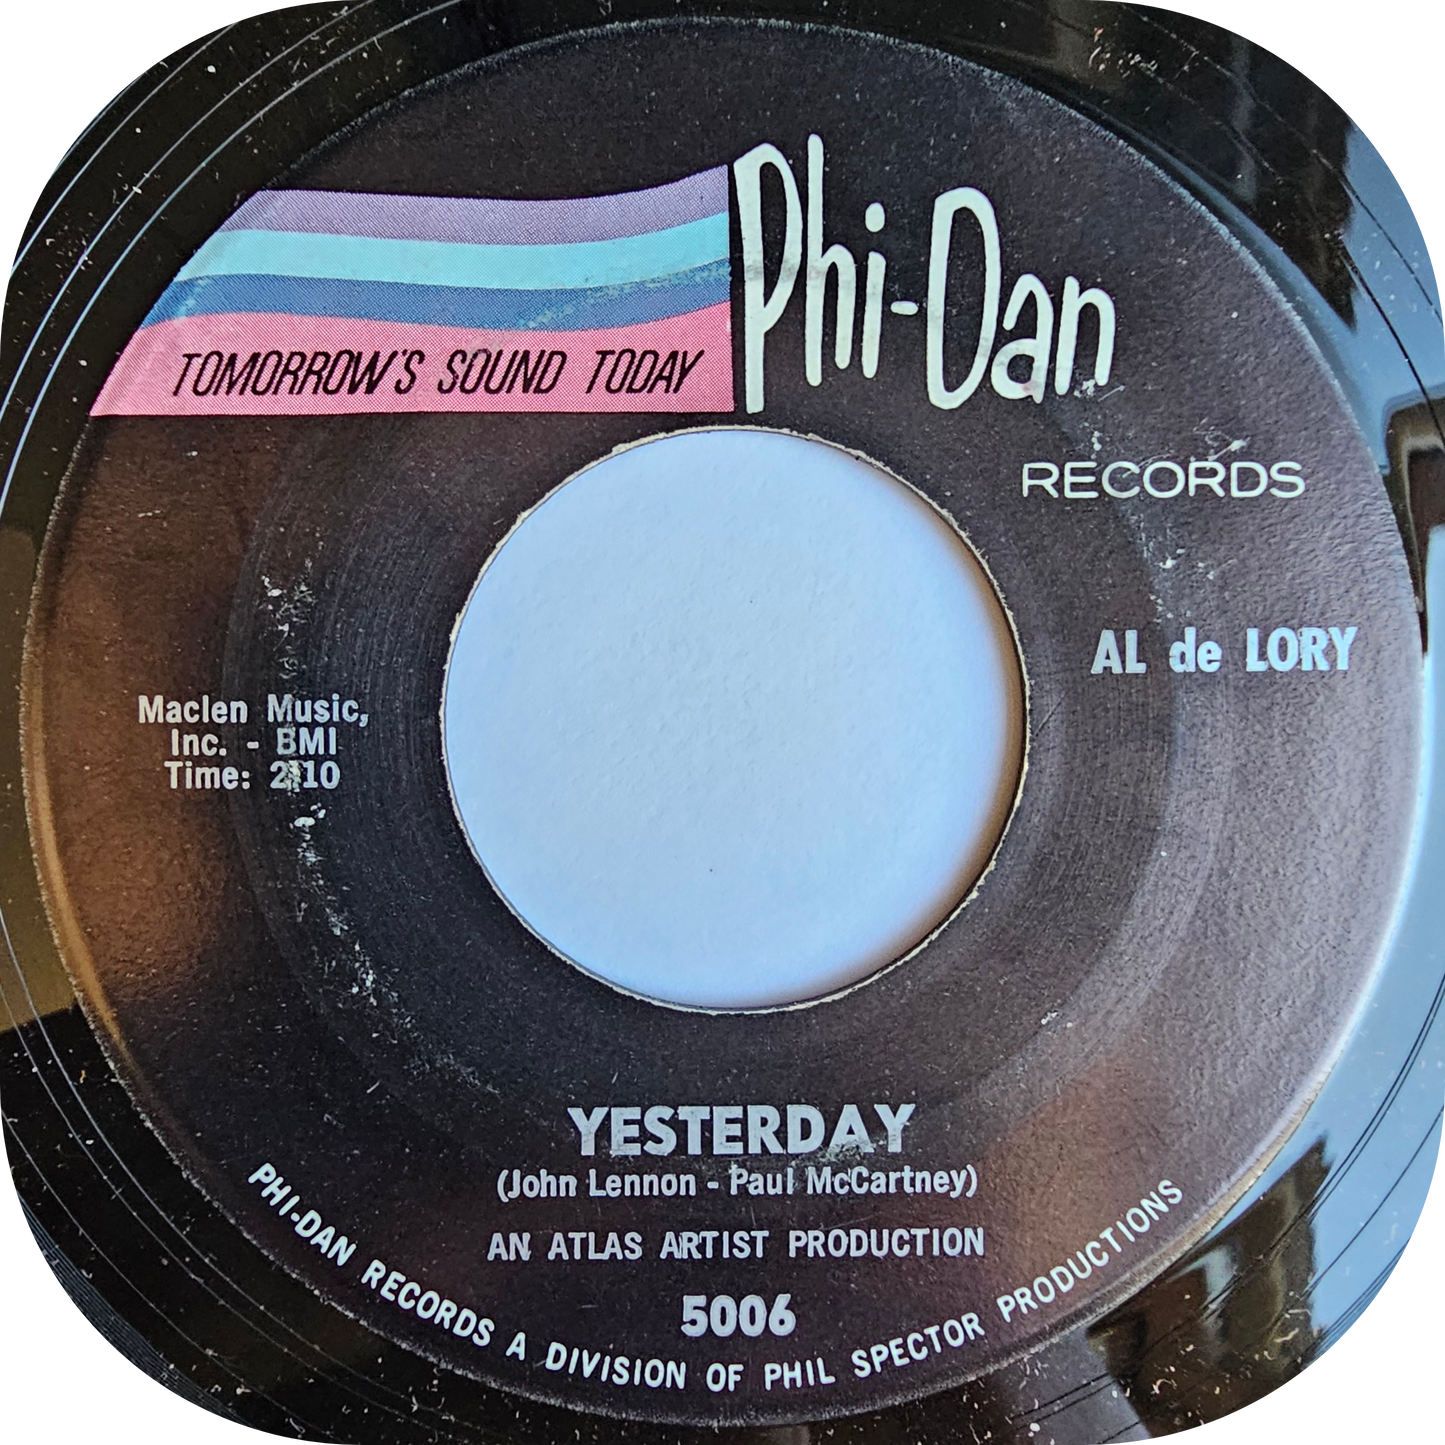 Phi-Dan
TOMORROW'S SOUND TODAY
RECORDS
AL de LORY
Maclen Music,
Inc. - BMI
Time: 2:10
YESTERDAY
(John Lennon - Paul McCartney)
AN ATLAS ARTIST PRODUCTION
5006
PHI-DAN RECORDS A DIVISION OF PHIL SPECTOR PRODUCTIONS